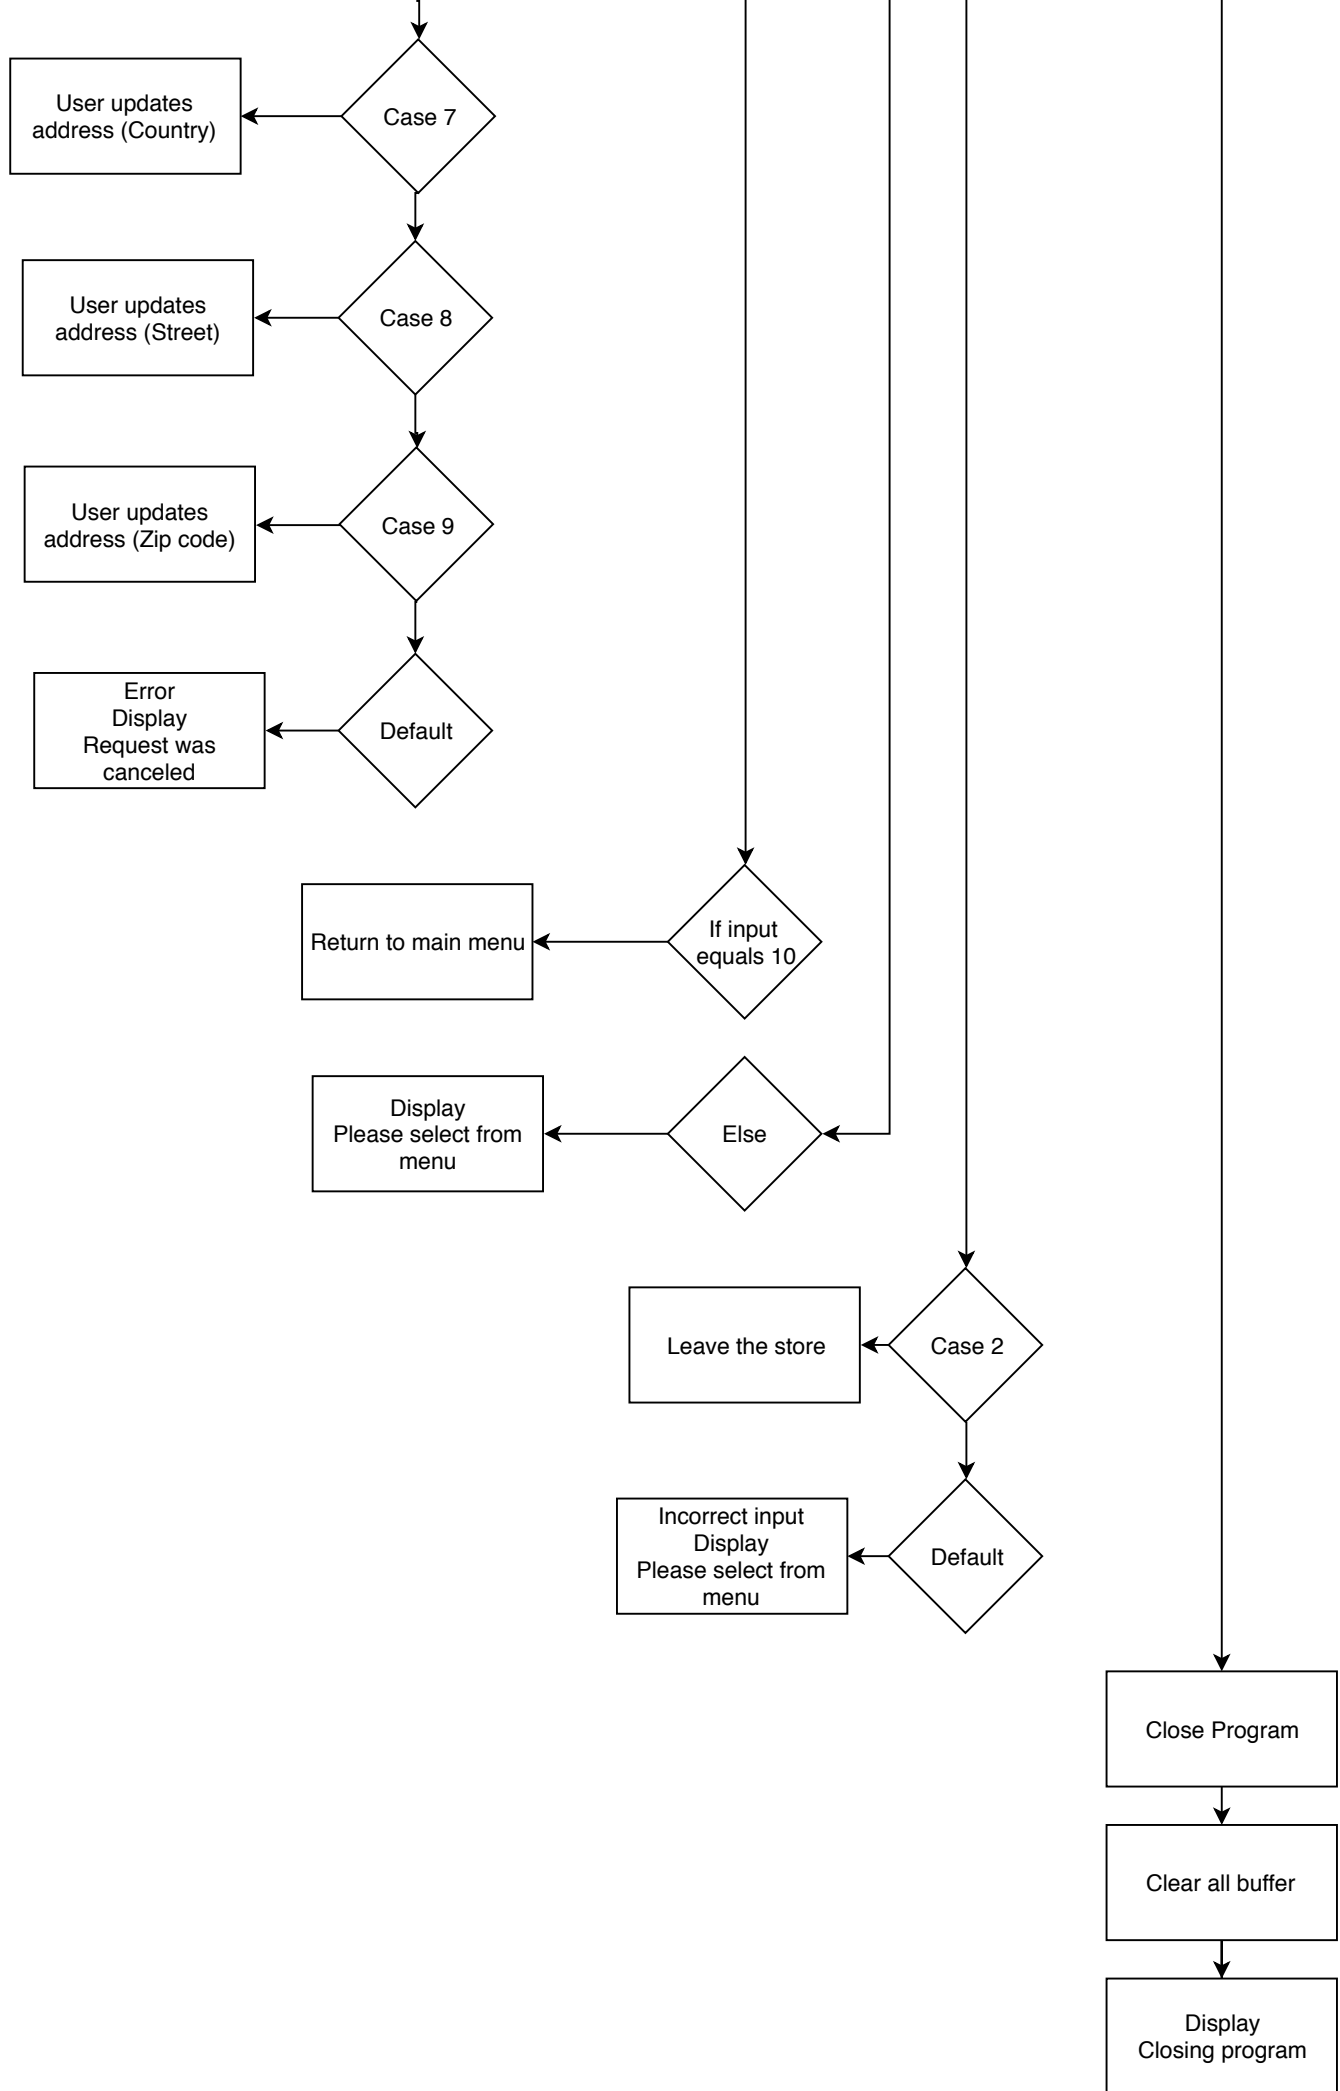 User updates
address (Country)
Case 7
User updates
address (Street)
Case 8
User updates
address (Zip code)
Case 9
Error
Display
Request was
canceled
Default
Return to main menu
If input
equals 10
Display
Please select from
menu
Else
Leave the store
Case 2
Incorrect input
Display
Please select from
menu
Default
Close Program
Clear all buffer
Display
Closing program